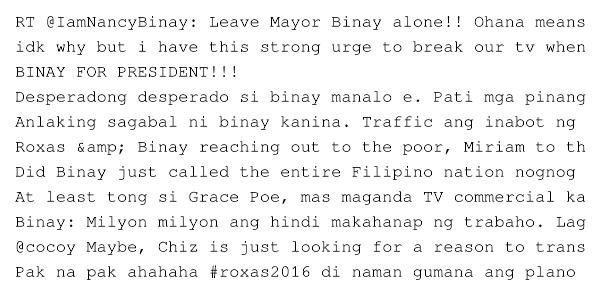 RT @IamNancyBinay: Leave Mayor Binay alone!! Ohana means
idk why but i have this strong urge to break our tv when
BINAY FOR PRESIDENT!!!
Desperadong desperado si binay manalo e. Pati mga pinang
Anlaking sagabal ni binay kanina. Traffic ang inabot ng
Roxas &amp; Binay reaching out to the poor, Miriam to th
Did Binay just called the entire Filipino nation nognog
At least tong si Grace Poe, mas maganda TV commercial ka
Binay: Milyon milyon ang hindi makahanap ng trabaho. Lag
@cocoy Maybe, Chiz is just looking for a reason to trans
Pak na pak ahahaha #roxas2016 di naman gumana ang plano